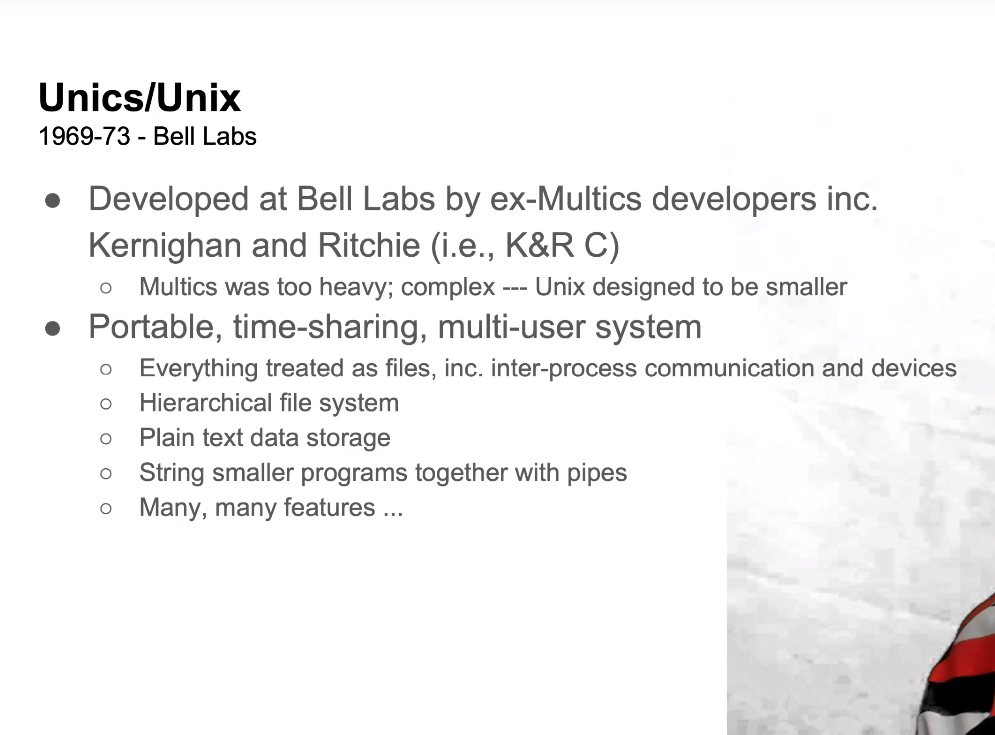 Unics/Unix
1969-73 - Bell Labs
● Developed at Bell Labs by ex-Multics developers inc.
Kernighan and Ritchie (i.e., K&R C)
○ Multics was too heavy; complex --- Unix designed to be smaller
● Portable, time-sharing, multi-user system
○ Everything treated as files, inc. inter-process communication and devices
○ Hierarchical file system
○ Plain text data storage
○ String smaller programs together with pipes
○ Many, many features ...